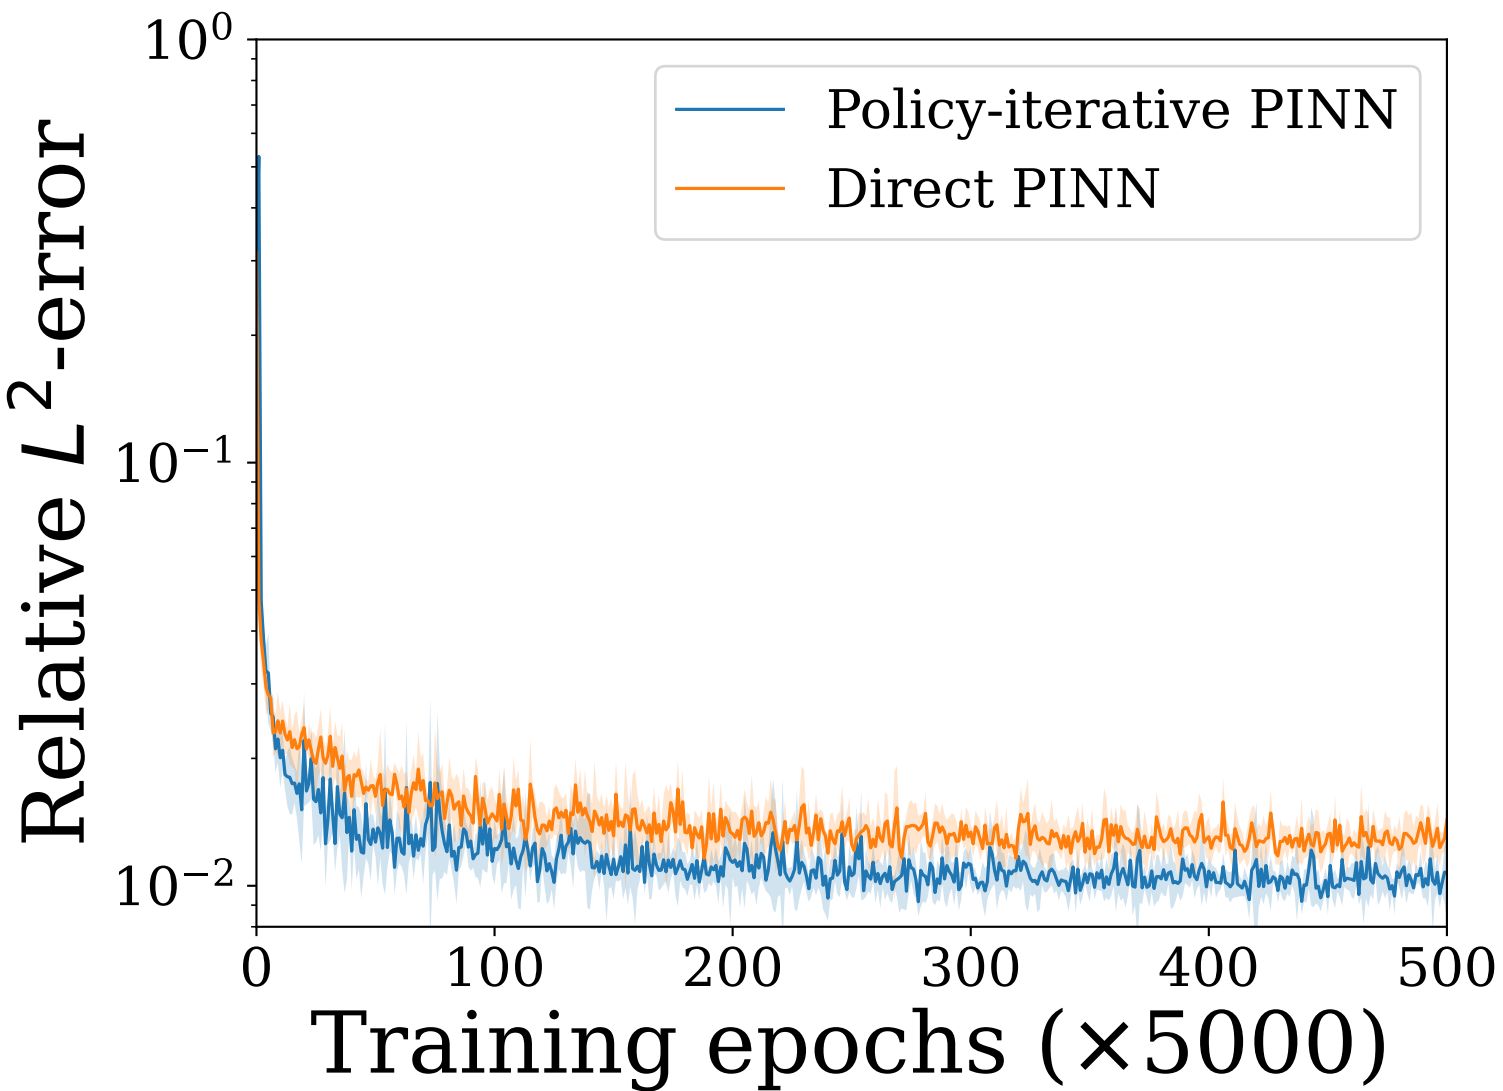 Relative L²-error
10⁰
10⁻¹
10⁻²
Policy-iterative PINN
Direct PINN
0 100 200 300 400 500
Training epochs (×5000)